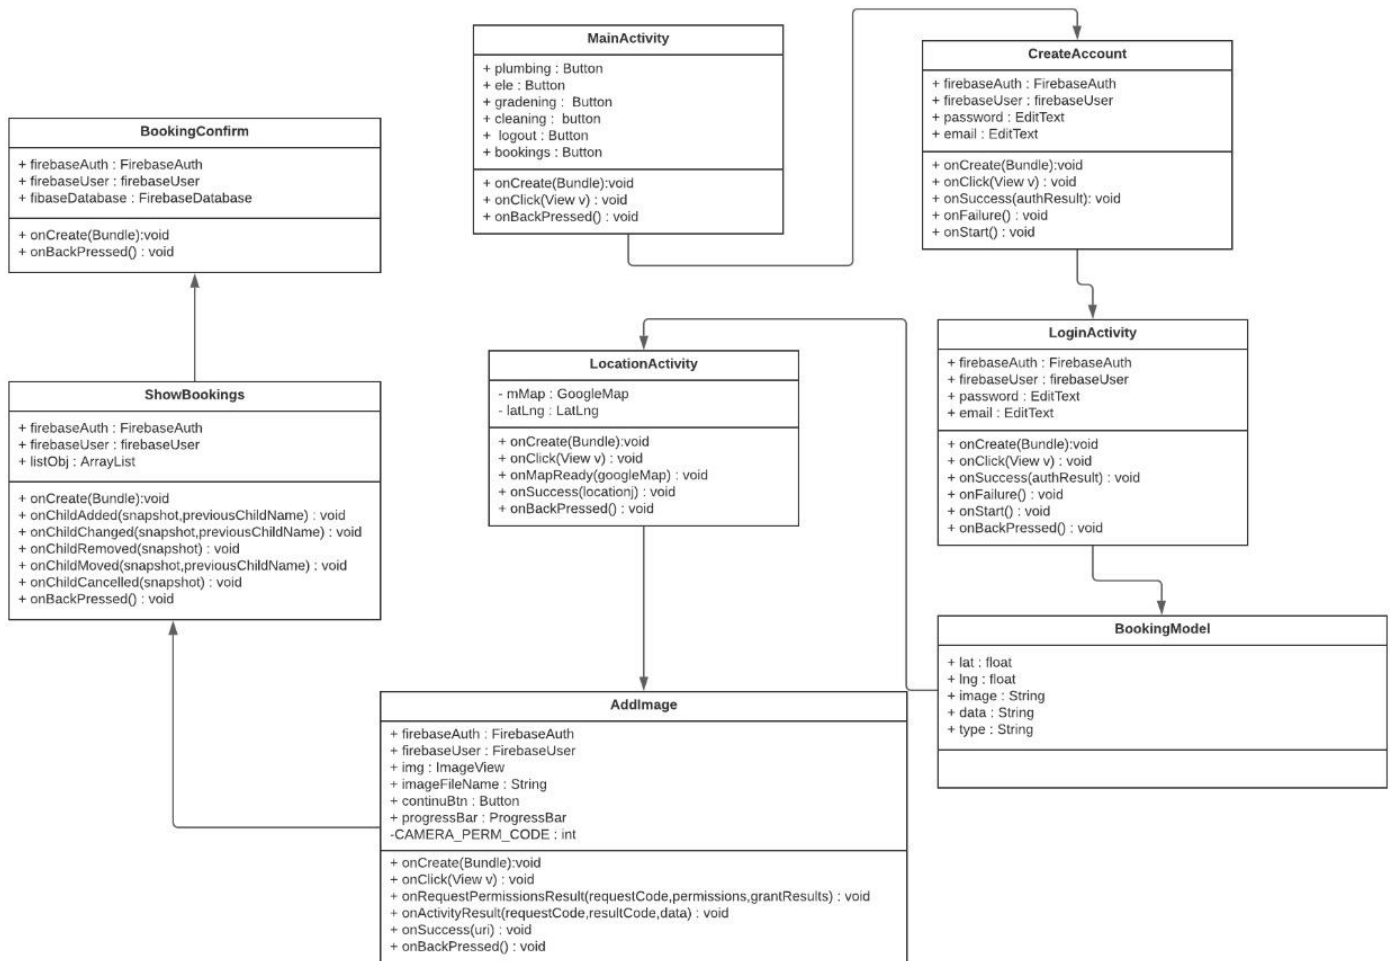 MainActivity
+ plumbing : Button
+ ele : Button
+ gradening : Button
+ cleaning : button
+ logout : Button
+ bookings : Button
+ onCreate(Bundle):void
+ onClick(View v) : void
+ onBackPressed() : void
CreateAccount
+ firebaseAuth : FirebaseAuth
+ firebaseUser : firebaseUser
+ password : EditText
+ email : EditText
+ onCreate(Bundle):void
+ onClick(View v) : void
+ onSuccess(authResult): void
+ onFailure() : void
+ onStart() : void
BookingConfirm
+ firebaseAuth : FirebaseAuth
+ firebaseUser : firebaseUser
+ fibaseDatabase : FirebaseDatabase
+ onCreate(Bundle):void
+ onBackPressed() : void
LocationActivity
- mMap : GoogleMap
- latLng : LatLng
+ onCreate(Bundle):void
+ onClick(View v) : void
+ onMapReady(googleMap) : void
+ onSuccess(locationj) : void
+ onBackPressed() : void
LoginActivity
+ firebaseAuth : FirebaseAuth
+ firebaseUser : firebaseUser
+ password : EditText
+ email : EditText
+ onCreate(Bundle):void
+ onClick(View v) : void
+ onSuccess(authResult) : void
+ onFailure() : void
+ onStart() : void
+ onBackPressed() : void
ShowBookings
+ firebaseAuth : FirebaseAuth
+ firebaseUser : firebaseUser
+ listObj : ArrayList
+ onCreate(Bundle):void
+ onChildAdded(snapshot,previousChildName) : void
+ onChildChanged(snapshot,previousChildName) : void
+ onChildRemoved(snapshot) : void
+ onChildMoved(snapshot,previousChildName) : void
+ onChildCancelled(snapshot) : void
+ onBackPressed() : void
BookingModel
+ lat : float
+ lng : float
+ image : String
+ data : String
+ type : String
AddImage
+ firebaseAuth : FirebaseAuth
+ firebaseUser : FirebaseUser
+ img : ImageView
+ imageFileName : String
+ continuBtn : Button
+ progressBar : ProgressBar
-CAMERA_PERM_CODE : int
+ onCreate(Bundle):void
+ onClick(View v) : void
+ onRequestPermissionsResult(requestCode,permissions,grantResults) : void
+ onActivityResult(requestCode,resultCode,data) : void
+ onSuccess(uri) : void
+ onBackPressed() : void